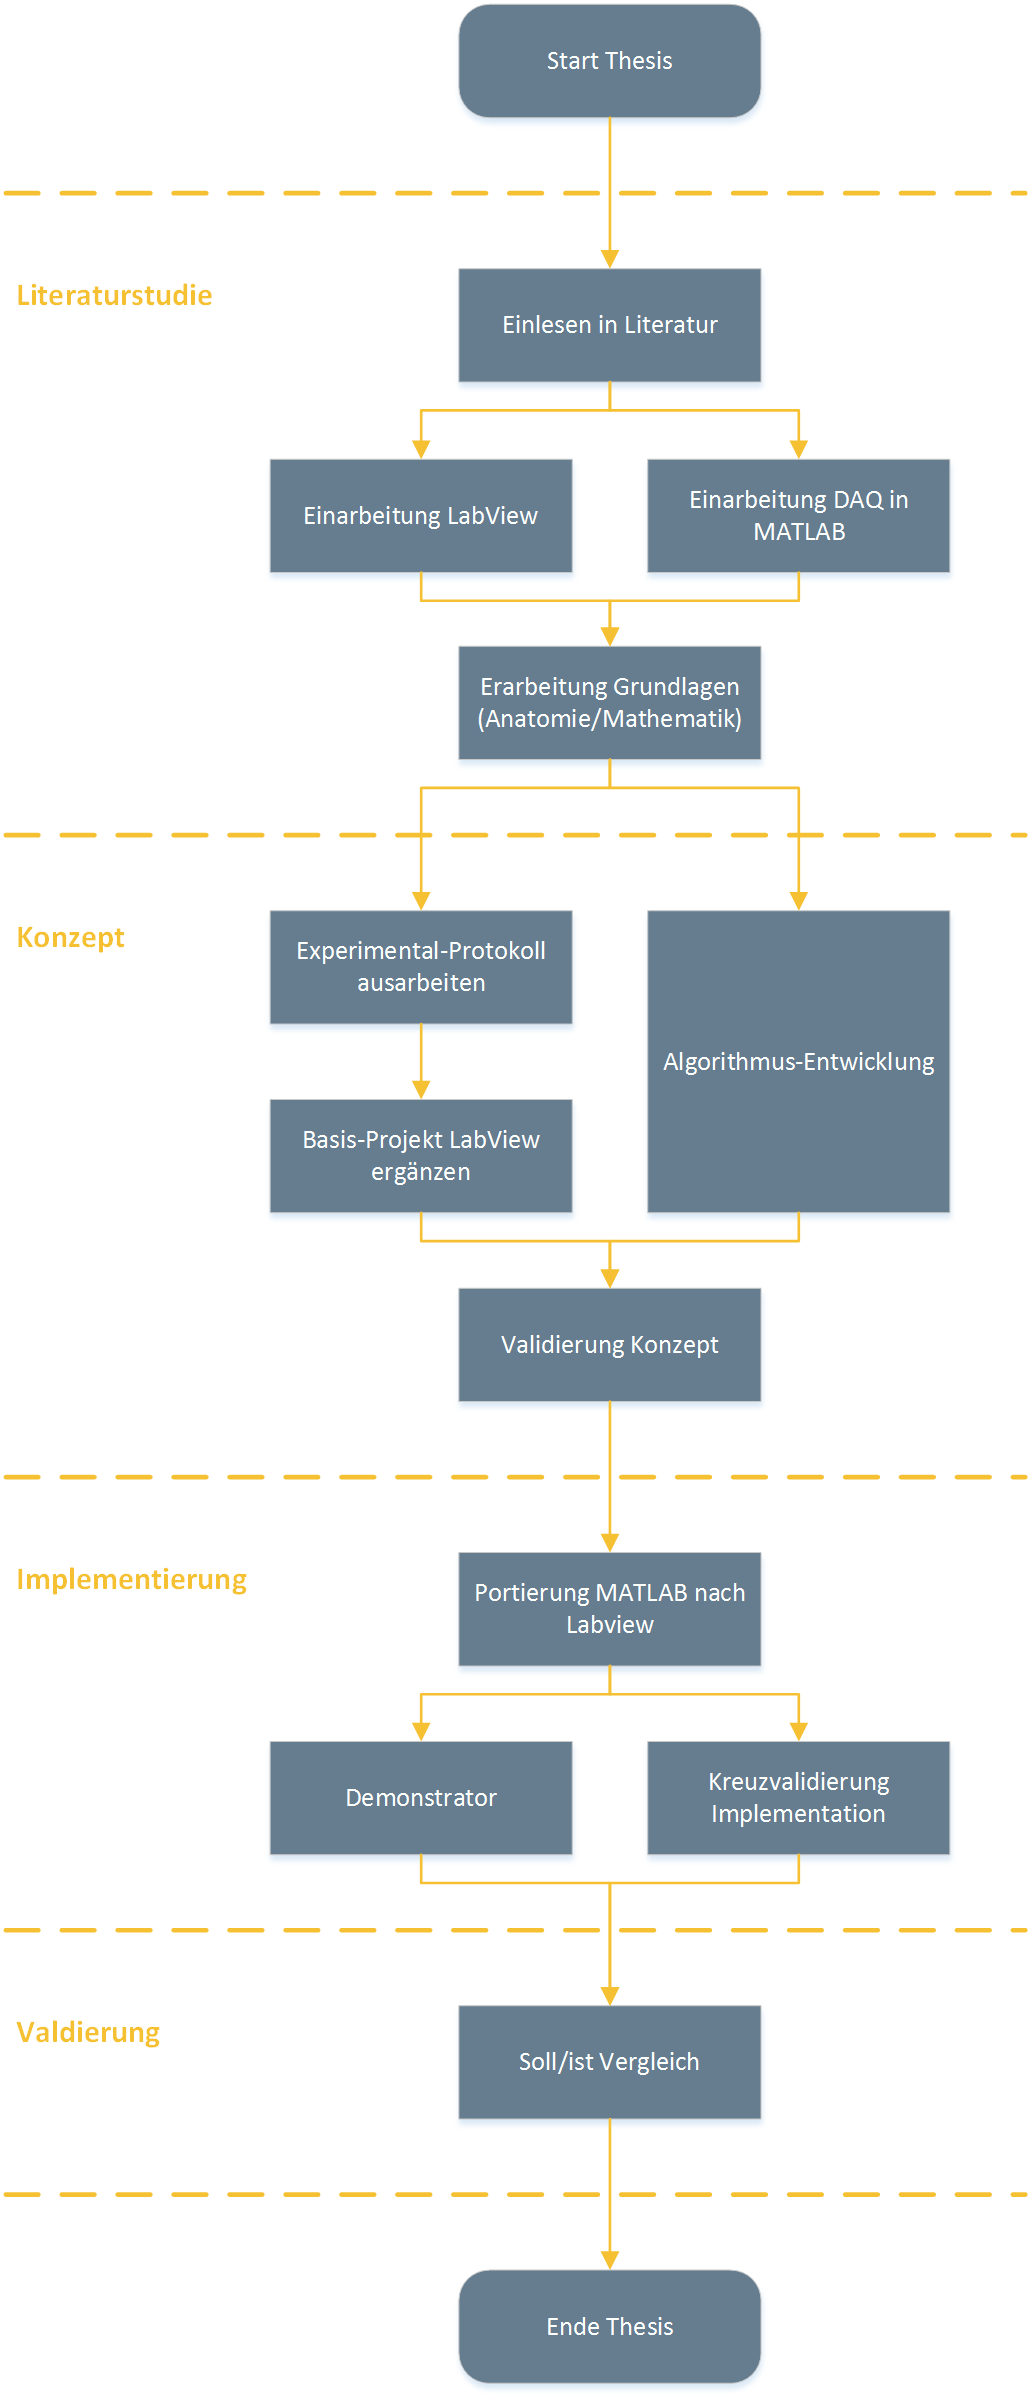 Start Thesis
Literaturstudie
Einlesen in Literatur
Einarbeitung LabView
Einarbeitung DAQ in
MATLAB
Erarbeitung Grundlagen
(Anatomie/Mathematik)
Konzept
Experimental-Protokoll
ausarbeiten
Algorithmus-Entwicklung
Basis-Projekt LabView
ergänzen
Validierung Konzept
Implementierung
Portierung MATLAB nach
Labview
Demonstrator
Kreuzvalidierung
Implementation
Valdierung
Soll/ist Vergleich
Ende Thesis